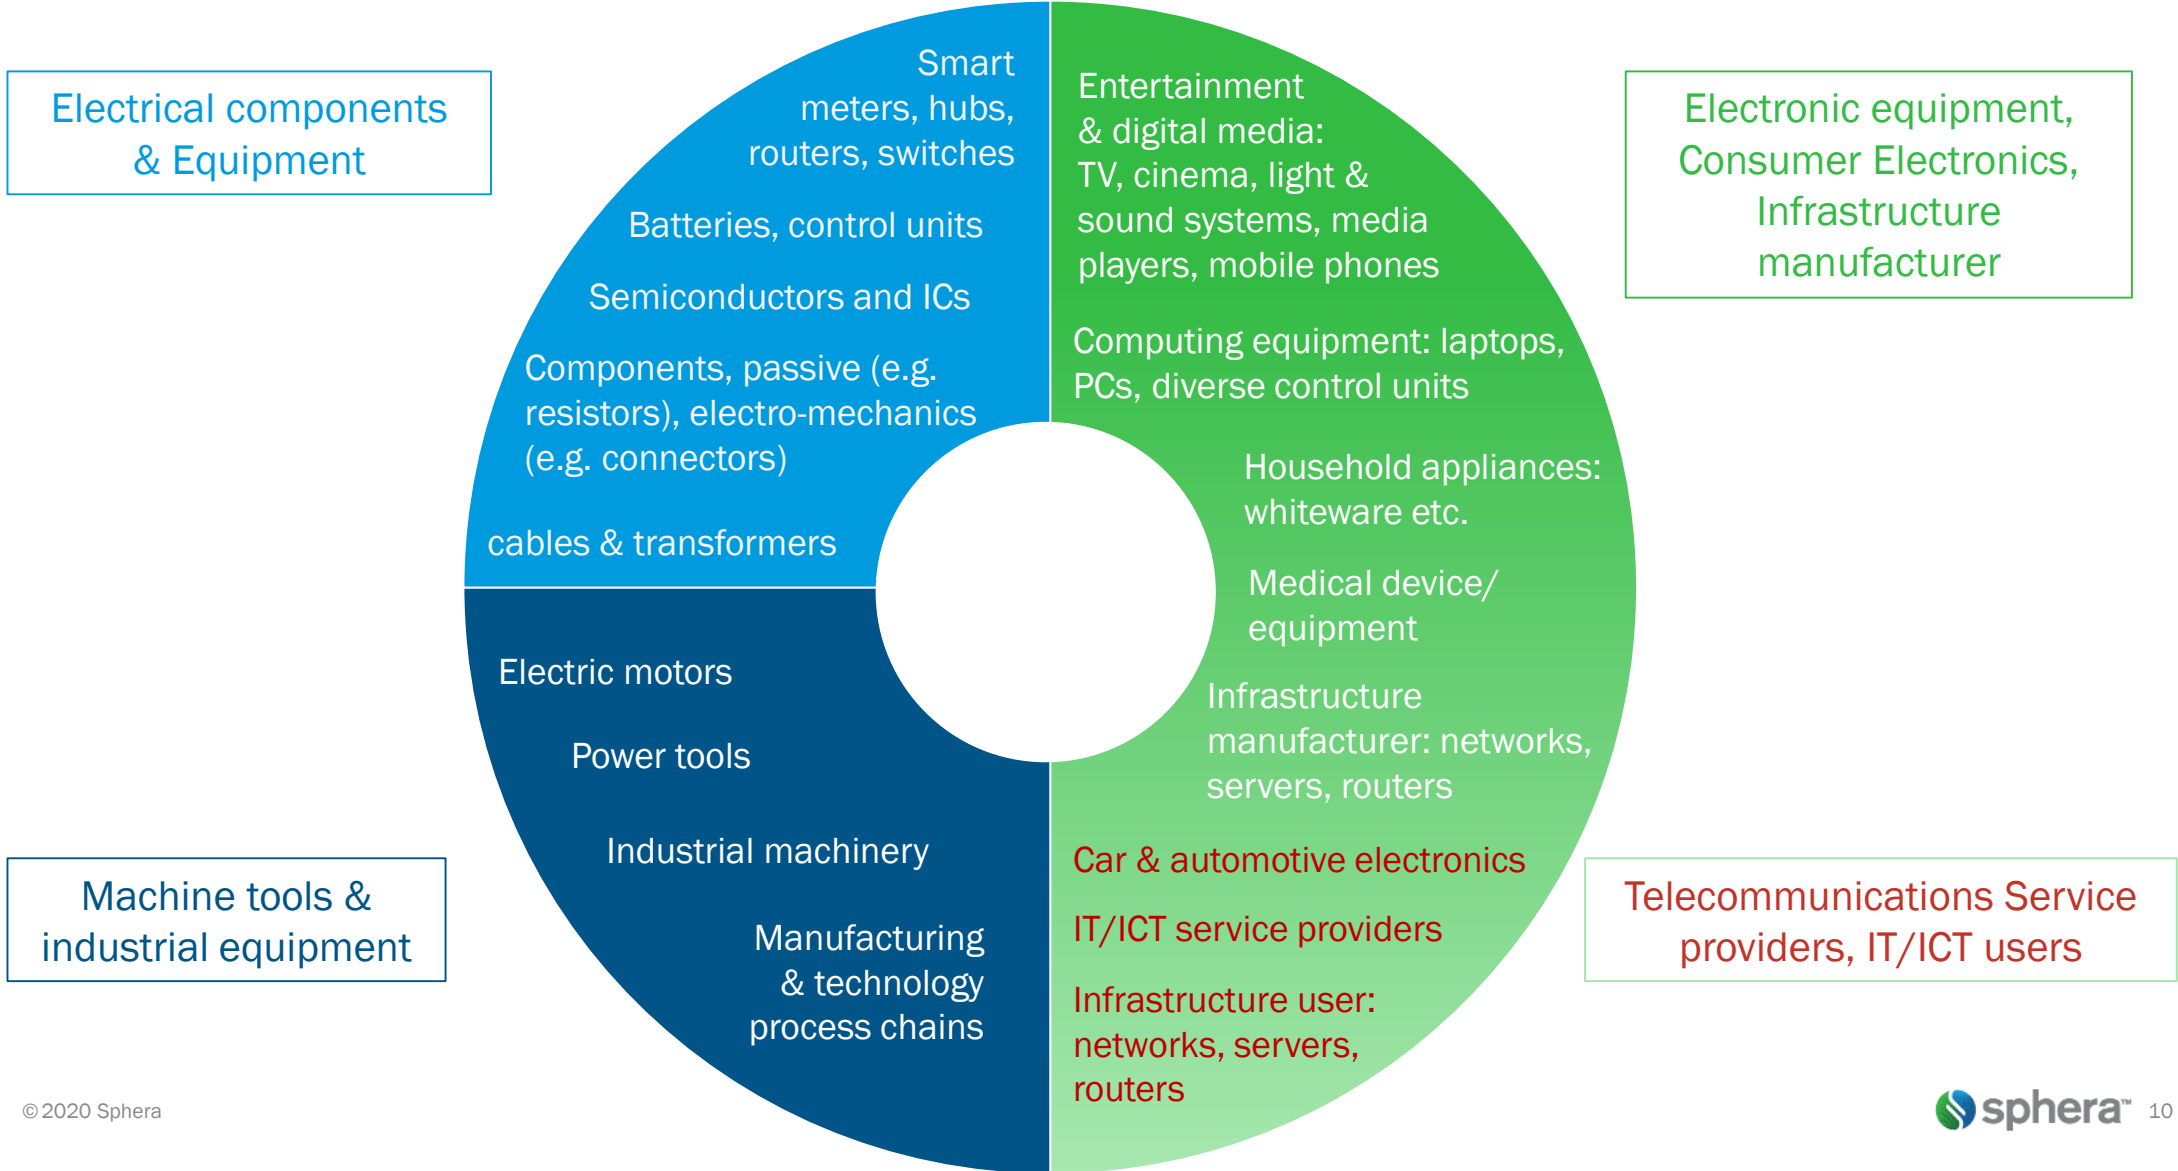 Electrical components
& Equipment
Smart
meters, hubs,
routers, switches
Batteries, control units
Semiconductors and ICs
Components, passive (e.g.
resistors), electro-mechanics
(e.g. connectors)
cables & transformers
Entertainment
& digital media:
TV, cinema, light &
sound systems, media
players, mobile phones
Computing equipment: laptops,
PCs, diverse control units
Household appliances:
whiteware etc.
Medical device/
equipment
Infrastructure
manufacturer: networks,
servers, routers
Car & automotive electronics
IT/ICT service providers
Infrastructure user:
networks, servers,
routers
Electronic equipment,
Consumer Electronics,
Infrastructure
manufacturer
Electric motors
Power tools
Industrial machinery
Manufacturing
& technology
process chains
Machine tools &
industrial equipment
Telecommunications Service
providers, IT/ICT users
© 2020 Sphera
sphera™ 10